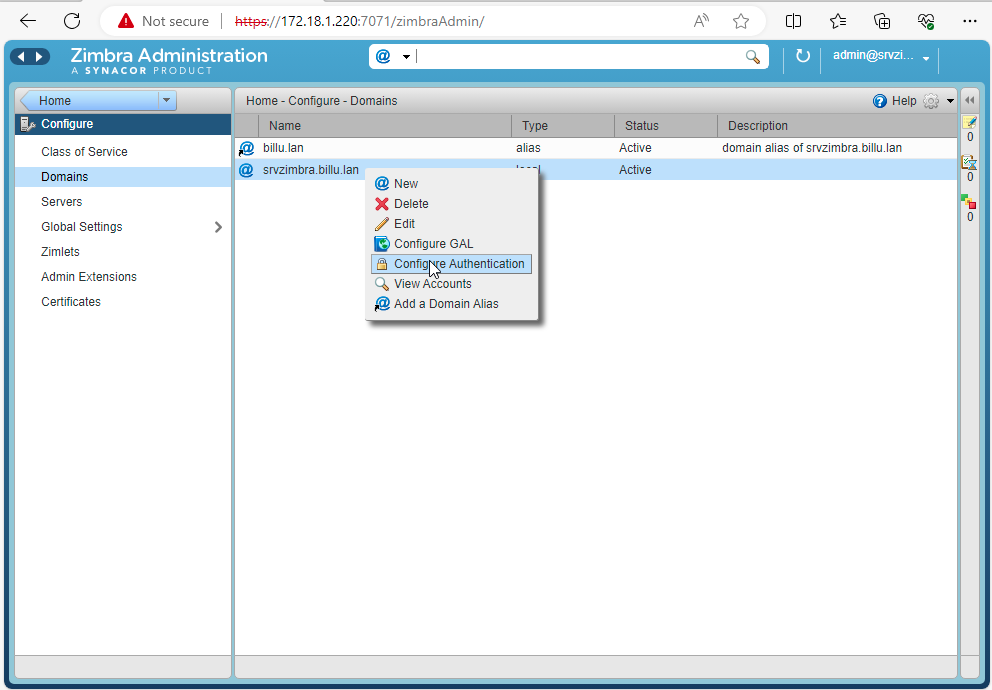 Not secure https://172.18.1.220:7071/zimbraAdmin/
Zimbra Administration
A SYNACOR PRODUCT
@
admin@srvzi...
Home
Home - Configure - Domains
Help
Configure
Name Type Status Description
Class of Service
billu.lan alias Active domain alias of srvzimbra.billu.lan
Domains
srvzimbra.billu.lan local Active
Servers
Global Settings
Zimlets
Admin Extensions
Certificates
New
Delete
Edit
Configure GAL
Configure Authentication
View Accounts
Add a Domain Alias
0
0
0